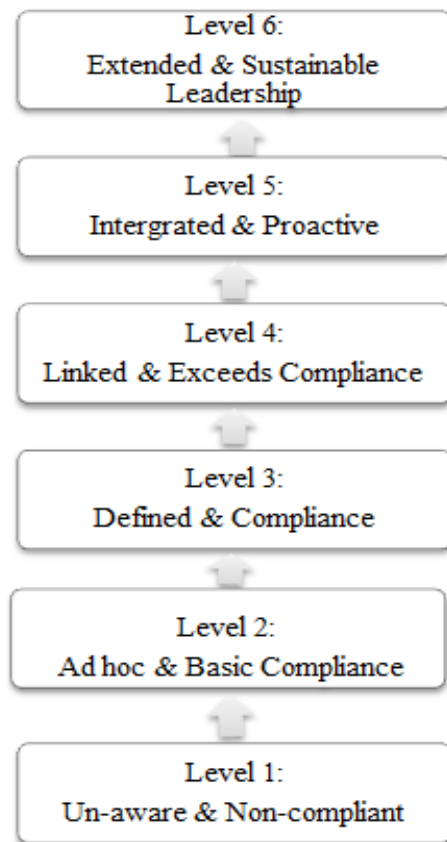 Level 6:
Extended & Sustainable
Leadership
Level 5:
Intergrated & Proactive
Level 4:
Linked & Exceeds Compliance
Level 3:
Defined & Compliance
Level 2:
Ad hoc & Basic Compliance
Level 1:
Un-aware & Non-compliant